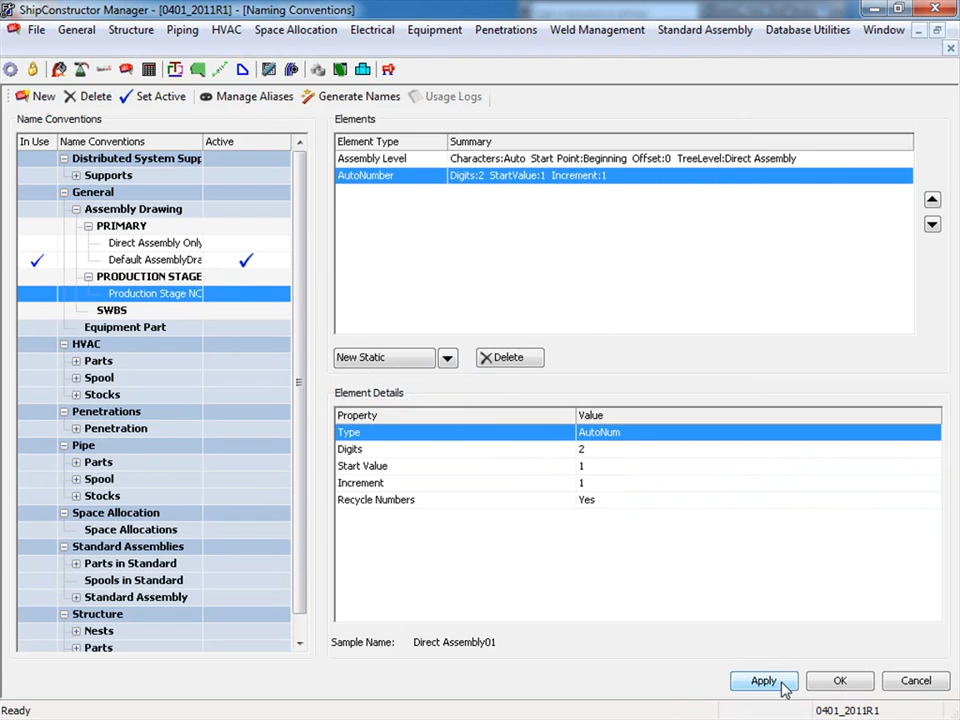 ShipConstructor Manager - [0401_2011R1] - [Naming Conventions]
File General Structure Piping HVAC Space Allocation Electrical Equipment Penetrations Weld Management Standard Assembly Database Utilities Window
New Delete Set Active Manage Aliases Generate Names Usage Logs
Name Conventions
In Use Name Conventions Active
Distributed System Supp
Supports
General
Assembly Drawing
PRIMARY
Direct Assembly Only
Default AssemblyDra
PRODUCTION STAGE
Production Stage NC
SWBS
Equipment Part
HVAC
Parts
Spool
Stocks
Penetrations
Penetration
Pipe
Parts
Spool
Stocks
Space Allocation
Space Allocations
Standard Assemblies
Parts in Standard
Spools in Standard
Standard Assembly
Structure
Nests
Parts
Elements
Element Type Summary
Assembly Level Characters:Auto Start Point:Beginning Offset:0 TreeLevel:Direct Assembly
AutoNumber Digits:2 StartValue:1 Increment:1
New Static Delete
Element Details
Property Value
Type AutoNum
Digits 2
Start Value 1
Increment 1
Recycle Numbers Yes
Sample Name: Direct Assembly01
Apply OK Cancel
Ready 0401_2011R1